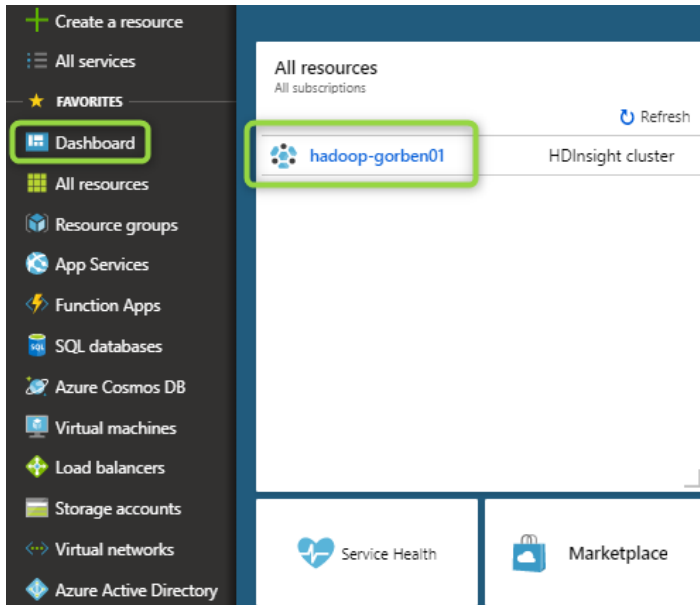 Create a resource
All services
FAVORITES
Dashboard
All resources
Resource groups
App Services
Function Apps
SQL databases
Azure Cosmos DB
Virtual machines
Load balancers
Storage accounts
Virtual networks
Azure Active Directory
All resources
All subscriptions
Refresh
hadoop-gorben01 HDInsight cluster
Service Health
Marketplace